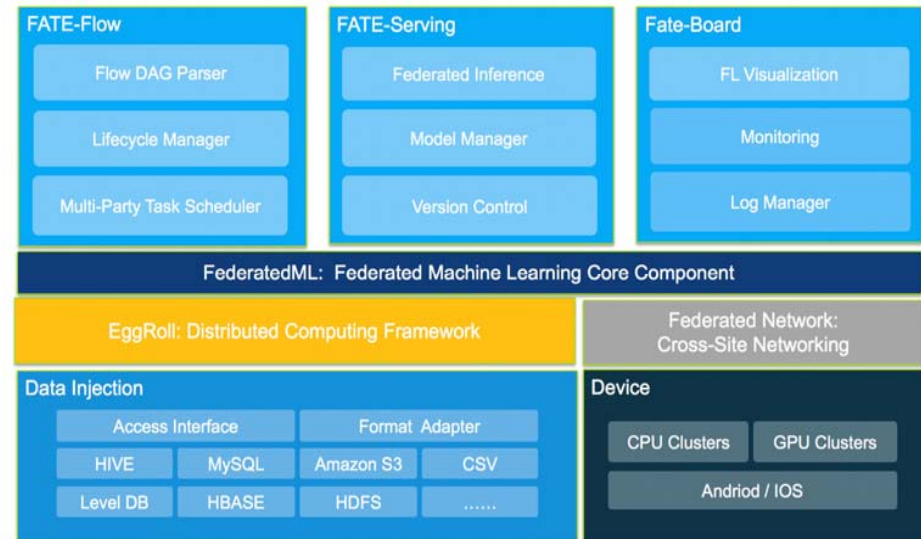 FATE-Flow
Flow DAG Parser
Lifecycle Manager
Multi-Party Task Scheduler
FATE-Serving
Federated Inference
Model Manager
Version Control
Fate-Board
FL Visualization
Monitoring
Log Manager
FederatedML: Federated Machine Learning Core Component
EggRoll: Distributed Computing Framework
Federated Network:
Cross-Site Networking
Data Injection
Access Interface
Format Adapter
HIVE
MySQL
Amazon S3
CSV
Level DB
HBASE
HDFS
......
Device
CPU Clusters
GPU Clusters
Andriod / IOS